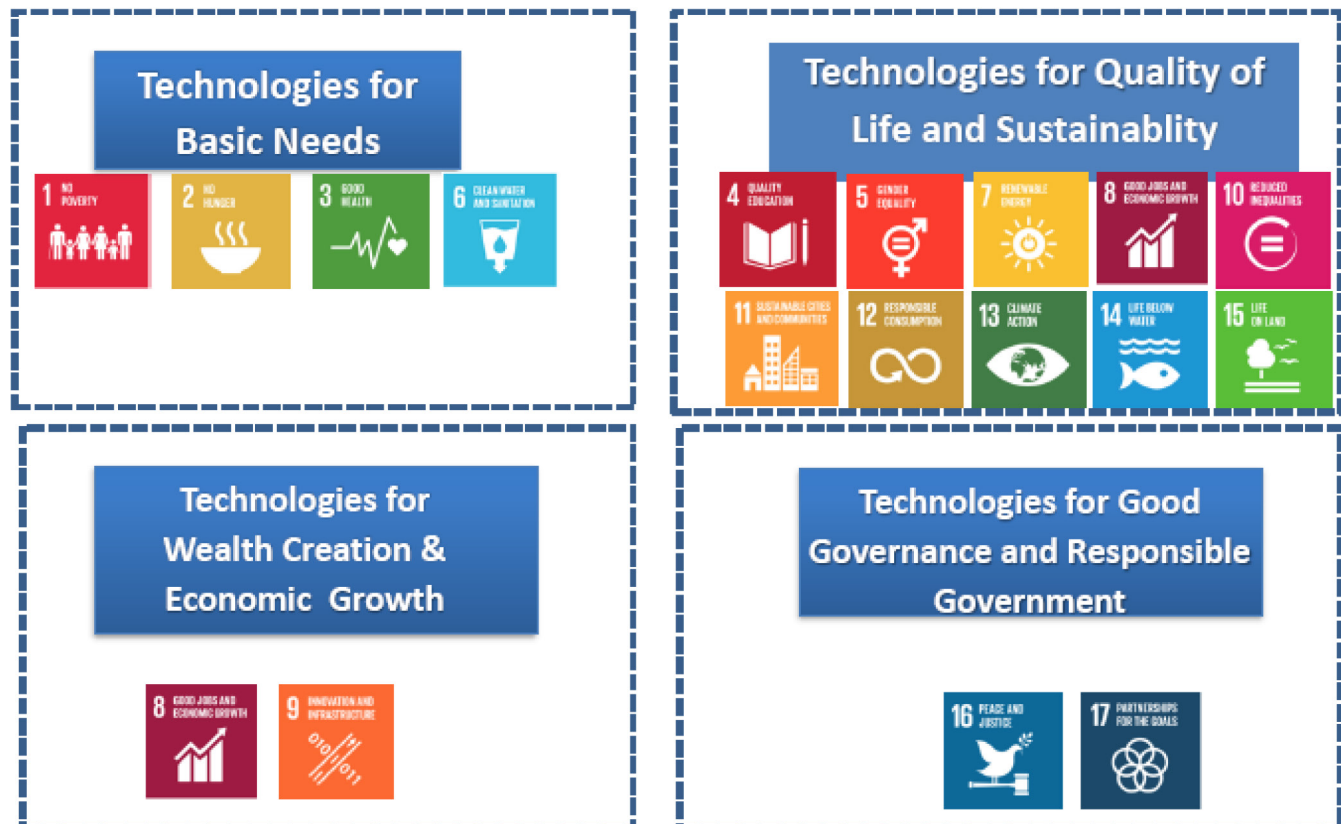 Technologies for
Basic Needs
1 NO
POVERTY
2 NO
HUNGER
3 GOOD
HEALTH
6 CLEAN WATER
AND SANITATION
Technologies for Quality of
Life and Sustainablity
4 QUALITY
EDUCATION
5 GENDER
EQUALITY
7 RENEWABLE
ENERGY
8 GOOD JOBS AND
ECONOMIC GROWTH
10 REDUCED
INEQUALITIES
11 SUSTAINABLE CITIES
AND COMMUNITIES
12 RESPONSIBLE
CONSUMPTION
13 CLIMATE
ACTION
14 LIFE BELOW
WATER
15 LIFE
ON LAND
Technologies for
Wealth Creation &
Economic Growth
8 GOOD JOBS AND
ECONOMIC GROWTH
9 INNOVATION AND
INFRASTRUCTURE
010
011
Technologies for Good
Governance and Responsible
Government
16 PEACE AND
JUSTICE
17 PARTNERSHIPS
FOR THE GOALS